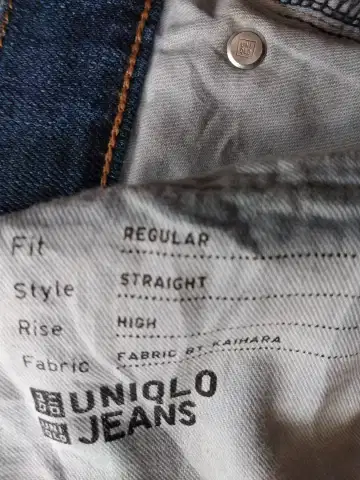 Fit REGULAR
Style STRAIGHT
Rise HIGH
Fabric FABRIC BY KAIHARA
UNIQLO
JEANS